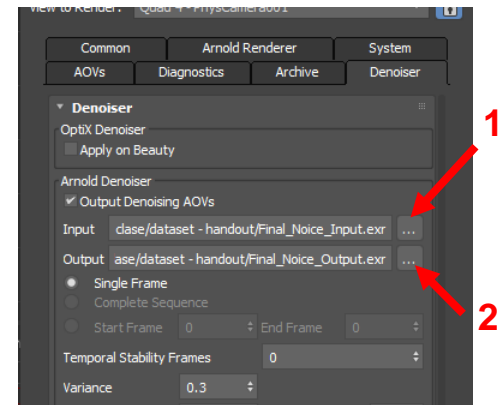 View to Render: Quad 4 - PhysCamera001
Common Arnold Renderer System
AOVs Diagnostics Archive Denoiser
Denoiser
OptiX Denoiser
Apply on Beauty
1
Arnold Denoiser
Output Denoising AOVs
Input clase/dataset - handout/Final_Noice_Input.exr ...
Output ase/dataset - handout/Final_Noice_Output.exr ...
Single Frame
2
Complete Sequence
Start Frame 0 End Frame 0
Temporal Stability Frames 0
Variance 0.3